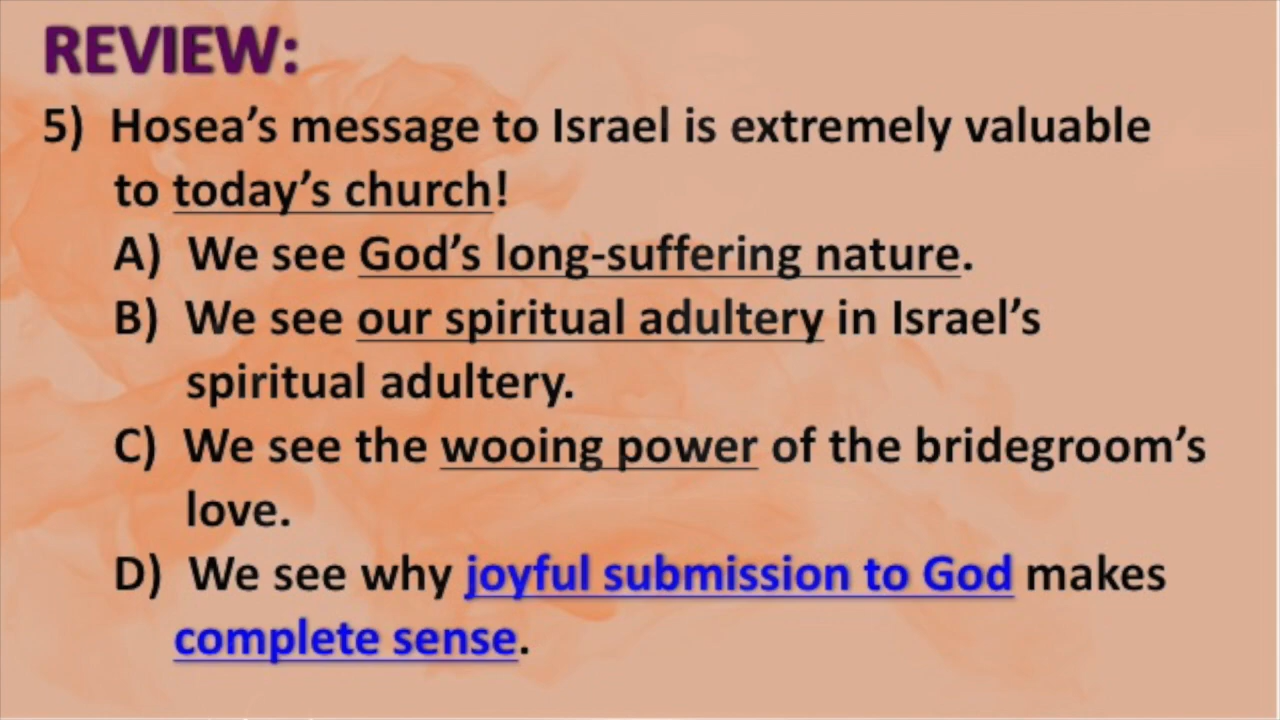 REVIEW:
5) Hosea’s message to Israel is extremely valuable
to today’s church!
A) We see God’s long-suffering nature.
B) We see our spiritual adultery in Israel’s
spiritual adultery.
C) We see the wooing power of the bridegroom’s
love.
D) We see why joyful submission to God makes
complete sense.